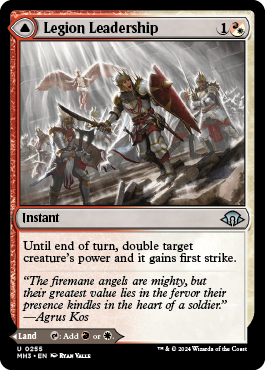 Legion Leadership 1
Instant
Until end of turn, double target
creature's power and it gains first strike.
"The firemane angels are mighty, but
their greatest value lies in the fervor their
presence kindles in the heart of a soldier."
—Agrus Kos
Land : Add or .
U 0255
MH3 • EN RYAN VALLE ™ & © 2024 Wizards of the Coast